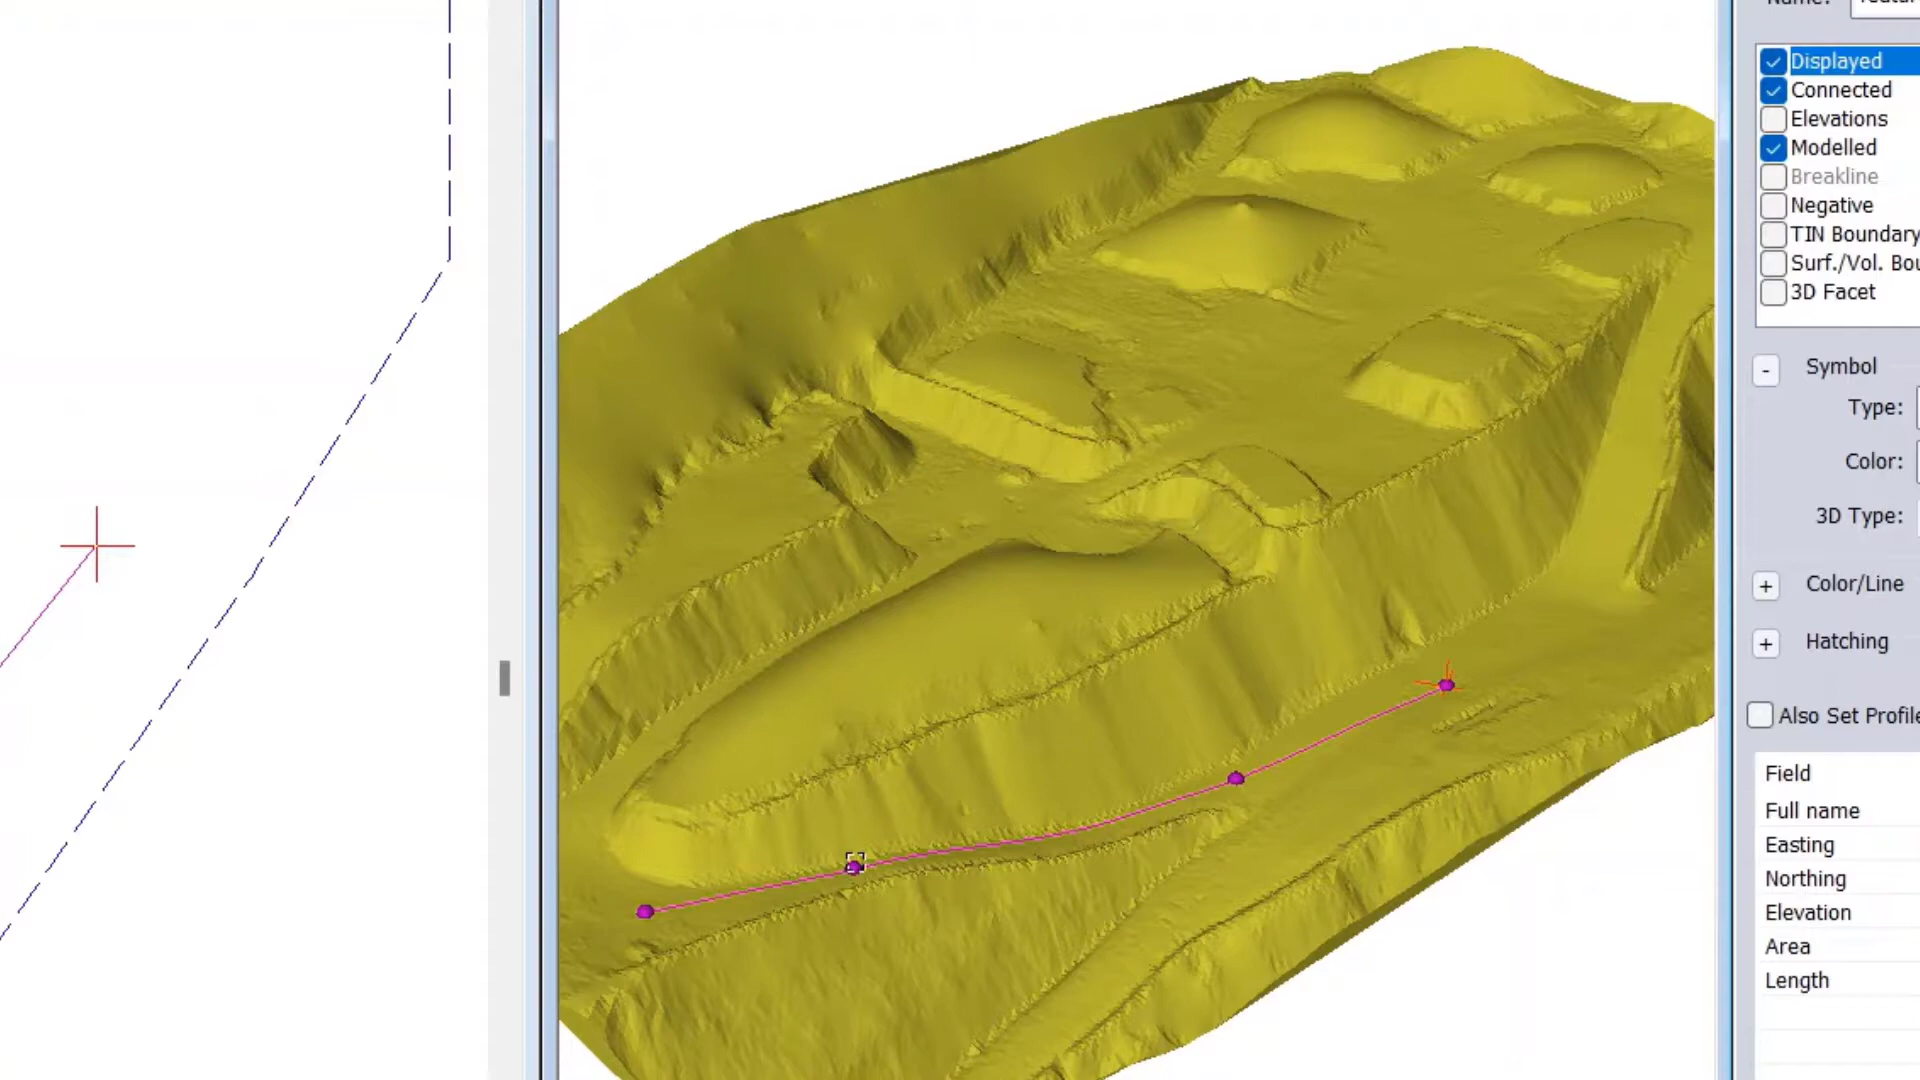 Name:
Displayed
Connected
Elevations
Modelled
Breakline
Negative
TIN Boundary
Surf./Vol. Bou
3D Facet
- Symbol
Type:
Color:
3D Type:
+ Color/Line
+ Hatching
Also Set Profile
Field
Full name
Easting
Northing
Elevation
Area
Length